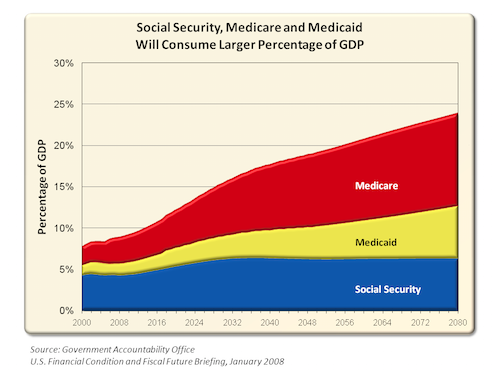 Social Security, Medicare and Medicaid
Will Consume Larger Percentage of GDP
Percentage of GDP
30%
25%
20%
15%
10%
5%
0%
Medicare
Medicaid
Social Security
2000 2008 2016 2024 2032 2040 2048 2056 2064 2072 2080
Source: Government Accountability Office
U.S. Financial Condition and Fiscal Future Briefing, January 2008